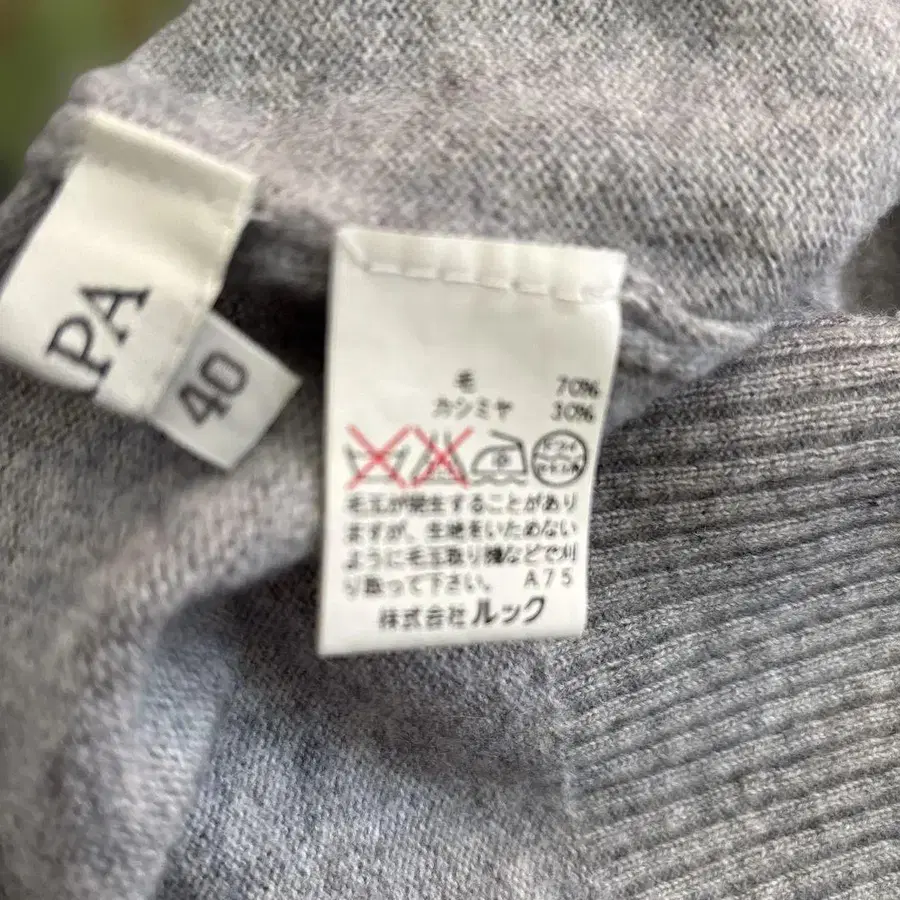 PA
40
毛 70%
カシミヤ 30%
ドライ
毛玉が発生することがあり
ますが、生地をいためない
ように毛玉取り機などで刈
り取って下さい。 A75
株式会社ルック